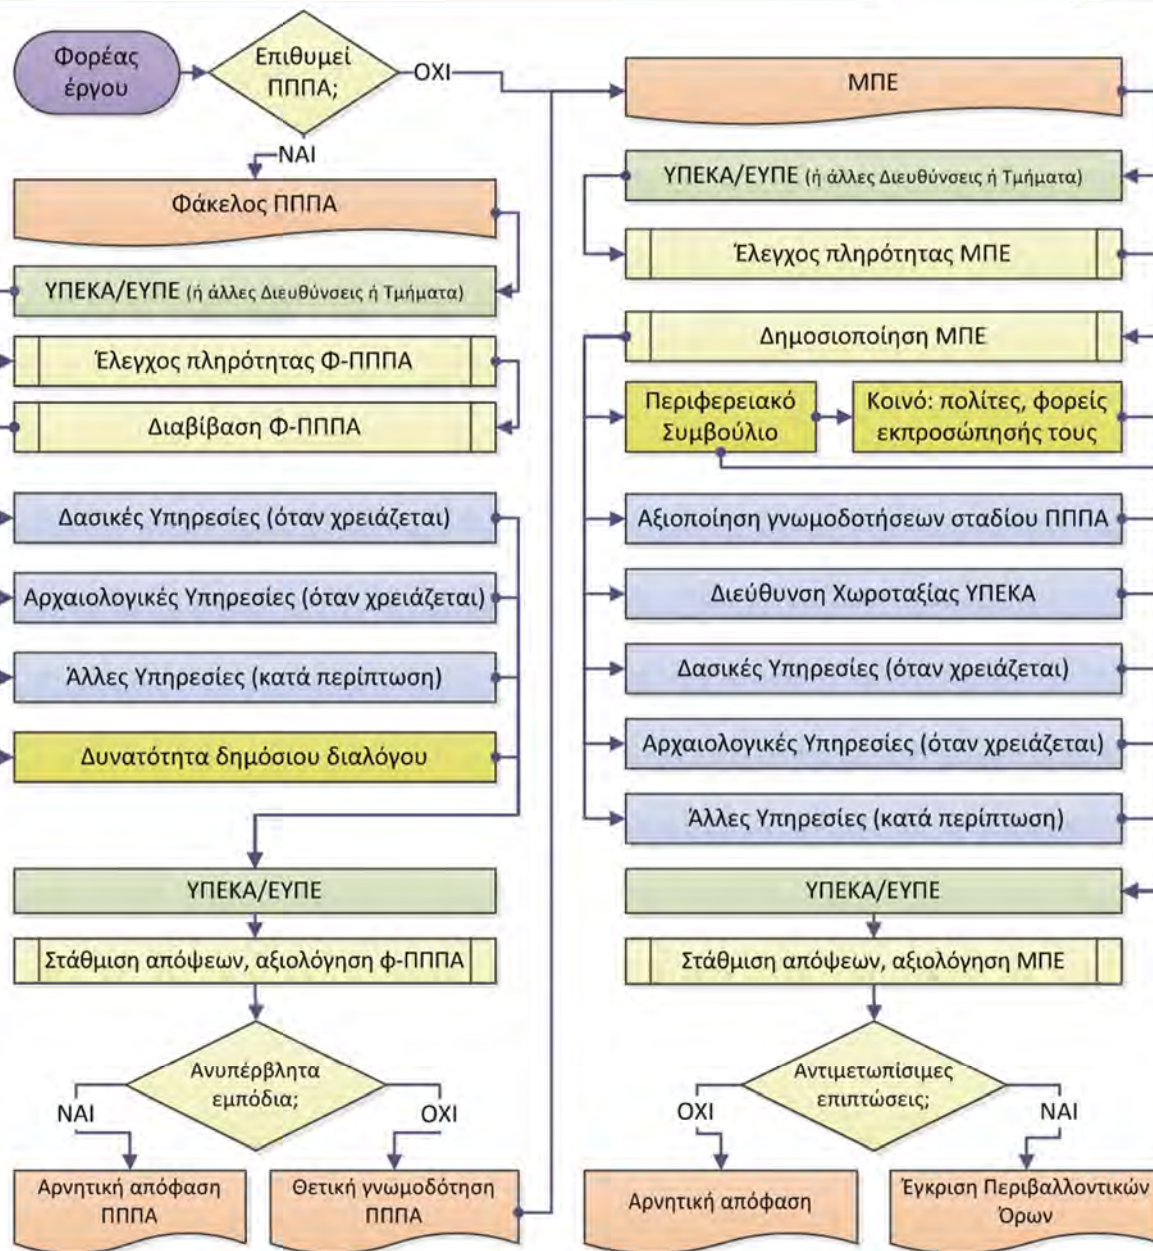 Φορέας
έργου
Επιθυμεί
ΠΠΠΑ;
ΟΧΙ
ΝΑΙ
Φάκελος ΠΠΠΑ
ΥΠΕΚΑ/ΕΥΠΕ (ή άλλες Διευθύνσεις ή Τμήματα)
Έλεγχος πληρότητας Φ-ΠΠΠΑ
Διαβίβαση Φ-ΠΠΠΑ
Δασικές Υπηρεσίες (όταν χρειάζεται)
Αρχαιολογικές Υπηρεσίες (όταν χρειάζεται)
Άλλες Υπηρεσίες (κατά περίπτωση)
Δυνατότητα δημόσιου διαλόγου
ΥΠΕΚΑ/ΕΥΠΕ
Στάθμιση απόψεων, αξιολόγηση φ-ΠΠΠΑ
Ανυπέρβλητα
εμπόδια;
ΝΑΙ
ΟΧΙ
Αρνητική απόφαση
ΠΠΠΑ
Θετική γνωμοδότηση
ΠΠΠΑ
ΜΠΕ
ΥΠΕΚΑ/ΕΥΠΕ (ή άλλες Διευθύνσεις ή Τμήματα)
Έλεγχος πληρότητας ΜΠΕ
Δημοσιοποίηση ΜΠΕ
Περιφερειακό
Συμβούλιο
Κοινό: πολίτες, φορείς
εκπροσώπησής τους
Αξιοποίηση γνωμοδοτήσεων σταδίου ΠΠΠΑ
Διεύθυνση Χωροταξίας ΥΠΕΚΑ
Δασικές Υπηρεσίες (όταν χρειάζεται)
Αρχαιολογικές Υπηρεσίες (όταν χρειάζεται)
Άλλες Υπηρεσίες (κατά περίπτωση)
ΥΠΕΚΑ/ΕΥΠΕ
Στάθμιση απόψεων, αξιολόγηση ΜΠΕ
Αντιμετωπίσιμες
επιπτώσεις;
ΟΧΙ
ΝΑΙ
Αρνητική απόφαση
Έγκριση Περιβαλλοντικών
Όρων